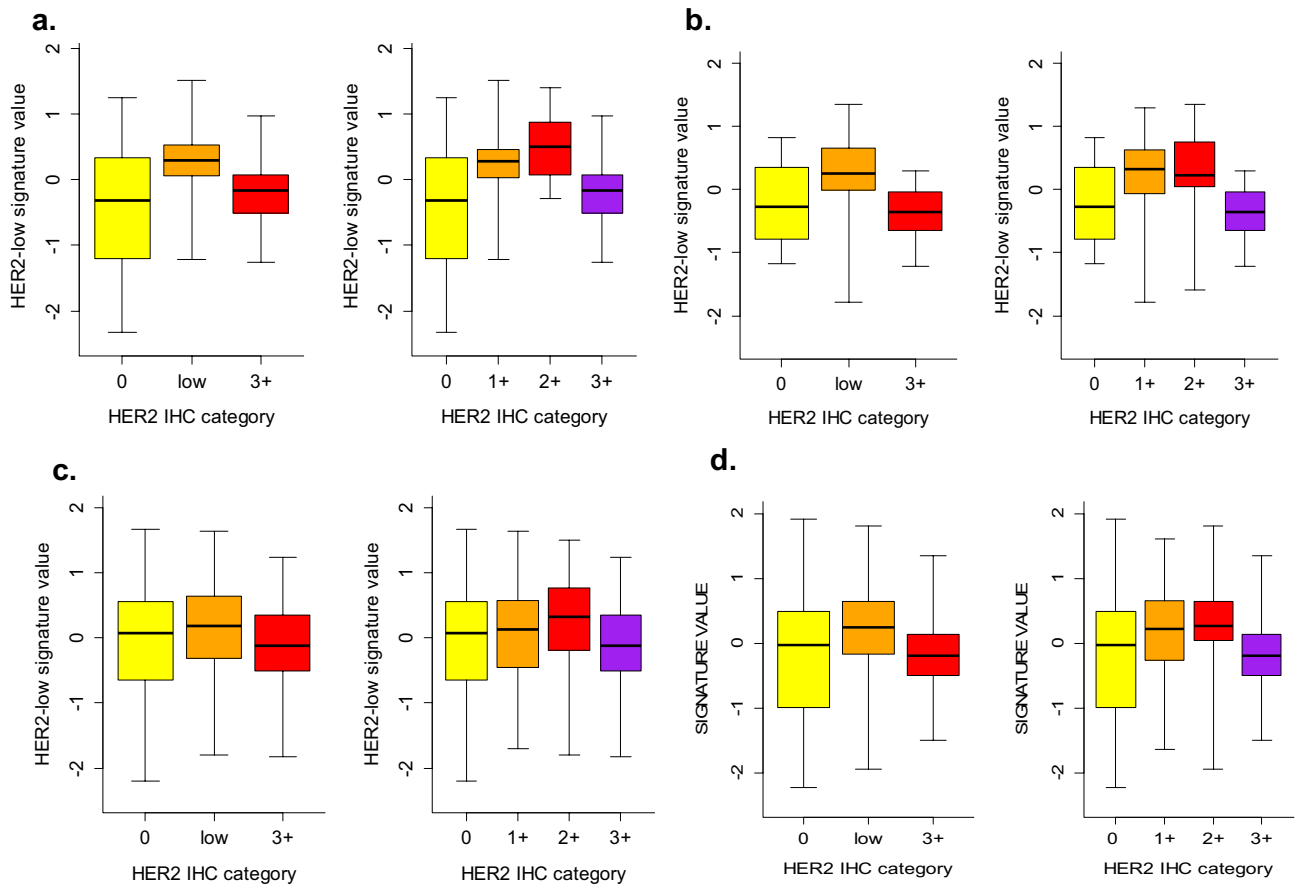 a.
HER2-low signature value
2
1
0
-1
-2
0 low 3+
HER2 IHC category
HER2-low signature value
2
1
0
-1
-2
0 1+ 2+ 3+
HER2 IHC category
b.
HER2-low signature value
2
1
0
-1
-2
0 low 3+
HER2 IHC category
HER2-low signature value
2
1
0
-1
-2
0 1+ 2+ 3+
HER2 IHC category
c.
HER2-low signature value
2
1
0
-1
-2
0 low 3+
HER2 IHC category
HER2-low signature value
2
1
0
-1
-2
0 1+ 2+ 3+
HER2 IHC category
d.
SIGNATURE VALUE
2
1
0
-1
-2
0 low 3+
HER2 IHC category
SIGNATURE VALUE
2
1
0
-1
-2
0 1+ 2+ 3+
HER2 IHC category